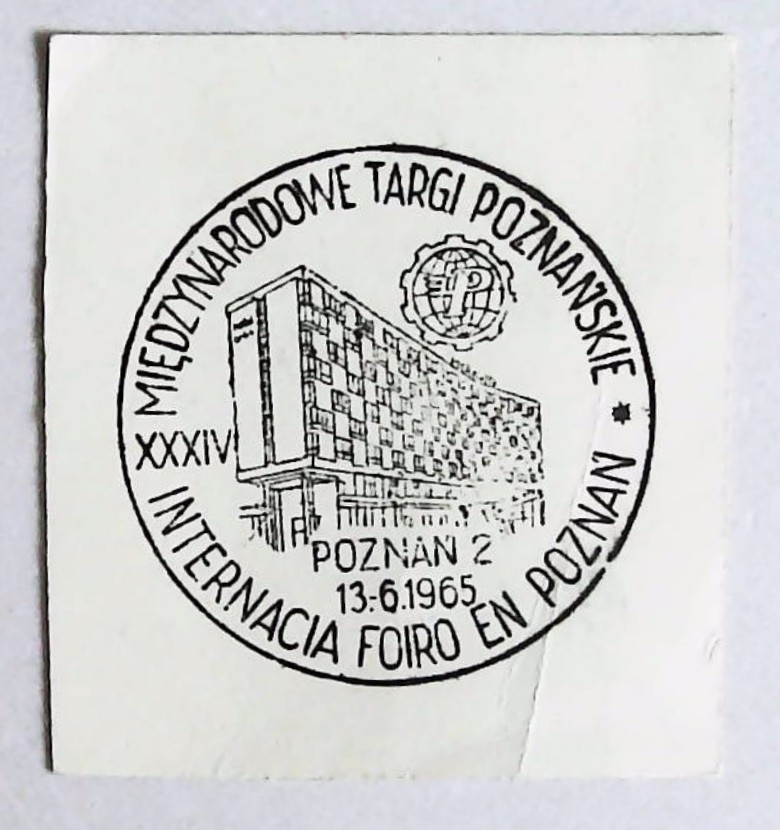 XXXIV
MIĘDZYNARODOWE TARGI POZNAŃSKIE *
INTERNACIA FOIRO EN POZNAN
P
POZNAŃ 2
13.-6.1965